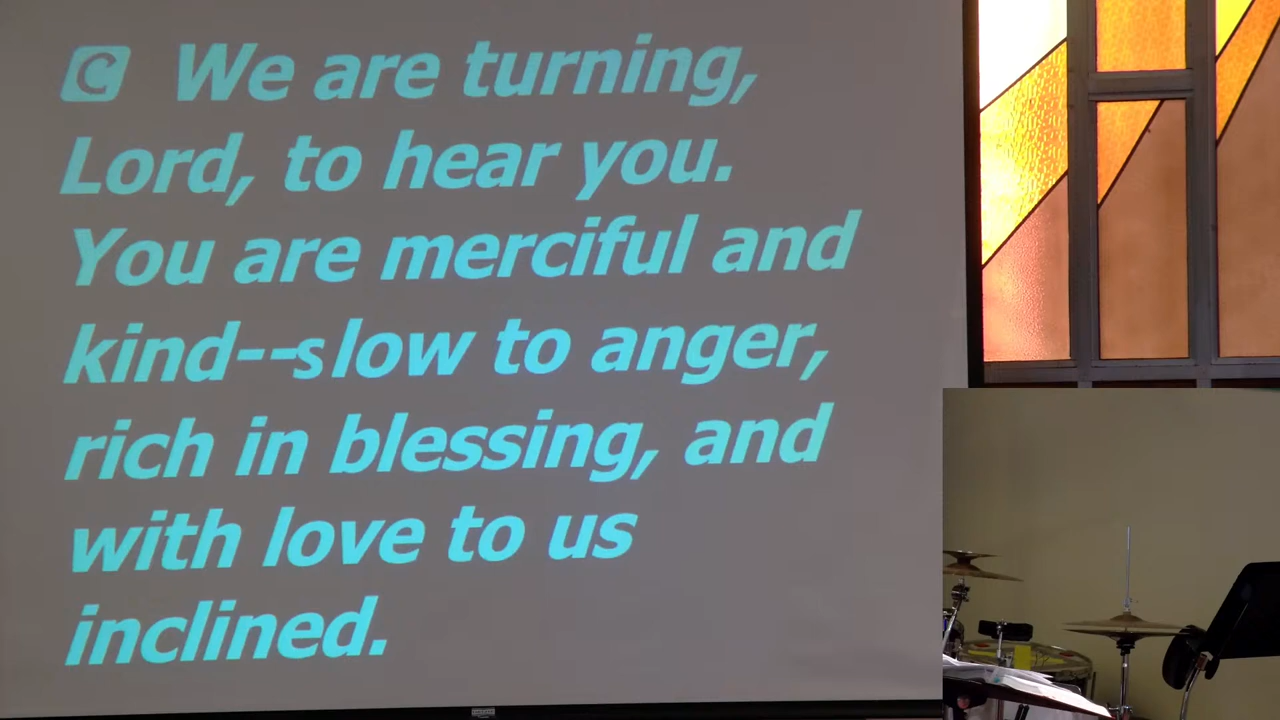 C We are turning,
Lord, to hear you.
You are merciful and
kind--slow to anger,
rich in blessing, and
with love to us
inclined.